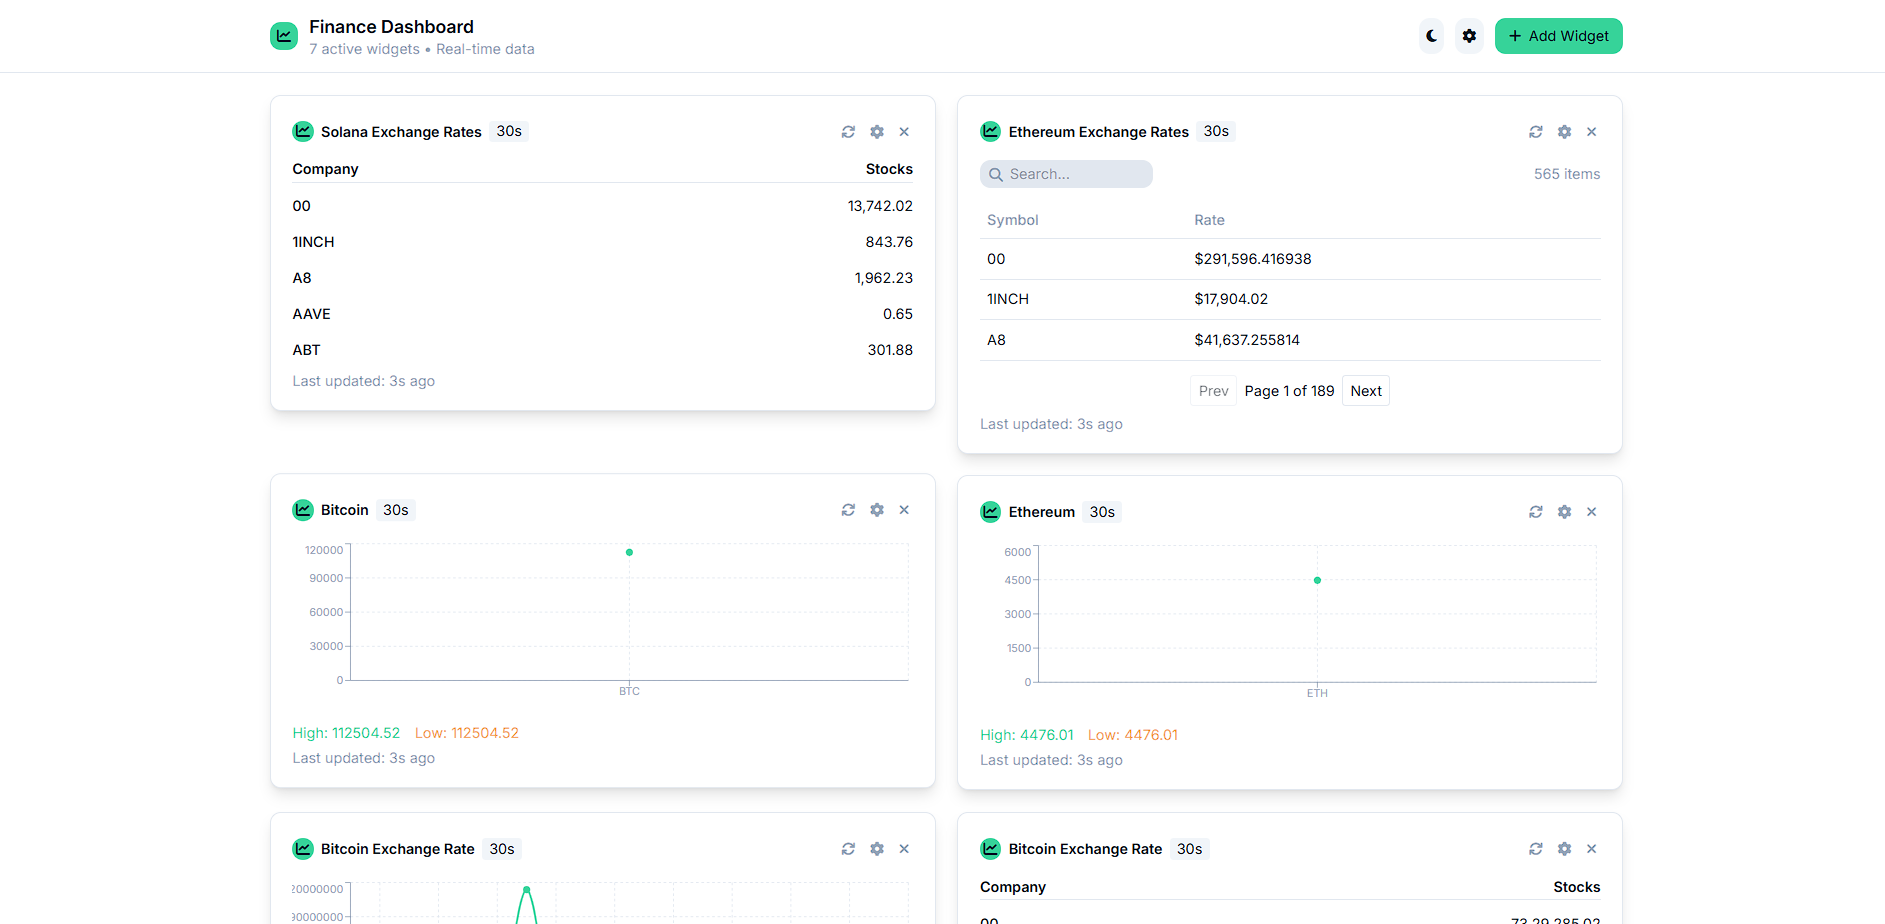 Finance Dashboard
7 active widgets • Real-time data
Add Widget
Solana Exchange Rates 30s
Company Stocks
00 13,742.02
1INCH 843.76
A8 1,962.23
AAVE 0.65
ABT 301.88
Last updated: 3s ago
Ethereum Exchange Rates 30s
Search... 565 items
Symbol Rate
00 $291,596.416938
1INCH $17,904.02
A8 $41,637.255814
Prev Page 1 of 189 Next
Last updated: 3s ago
Bitcoin 30s
120000
90000
60000
30000
0
BTC
High: 112504.52 Low: 112504.52
Last updated: 3s ago
Ethereum 30s
6000
4500
3000
1500
0
ETH
High: 4476.01 Low: 4476.01
Last updated: 3s ago
Bitcoin Exchange Rate 30s
20000000
90000000
Bitcoin Exchange Rate 30s
Company Stocks
00 73,29,285.02